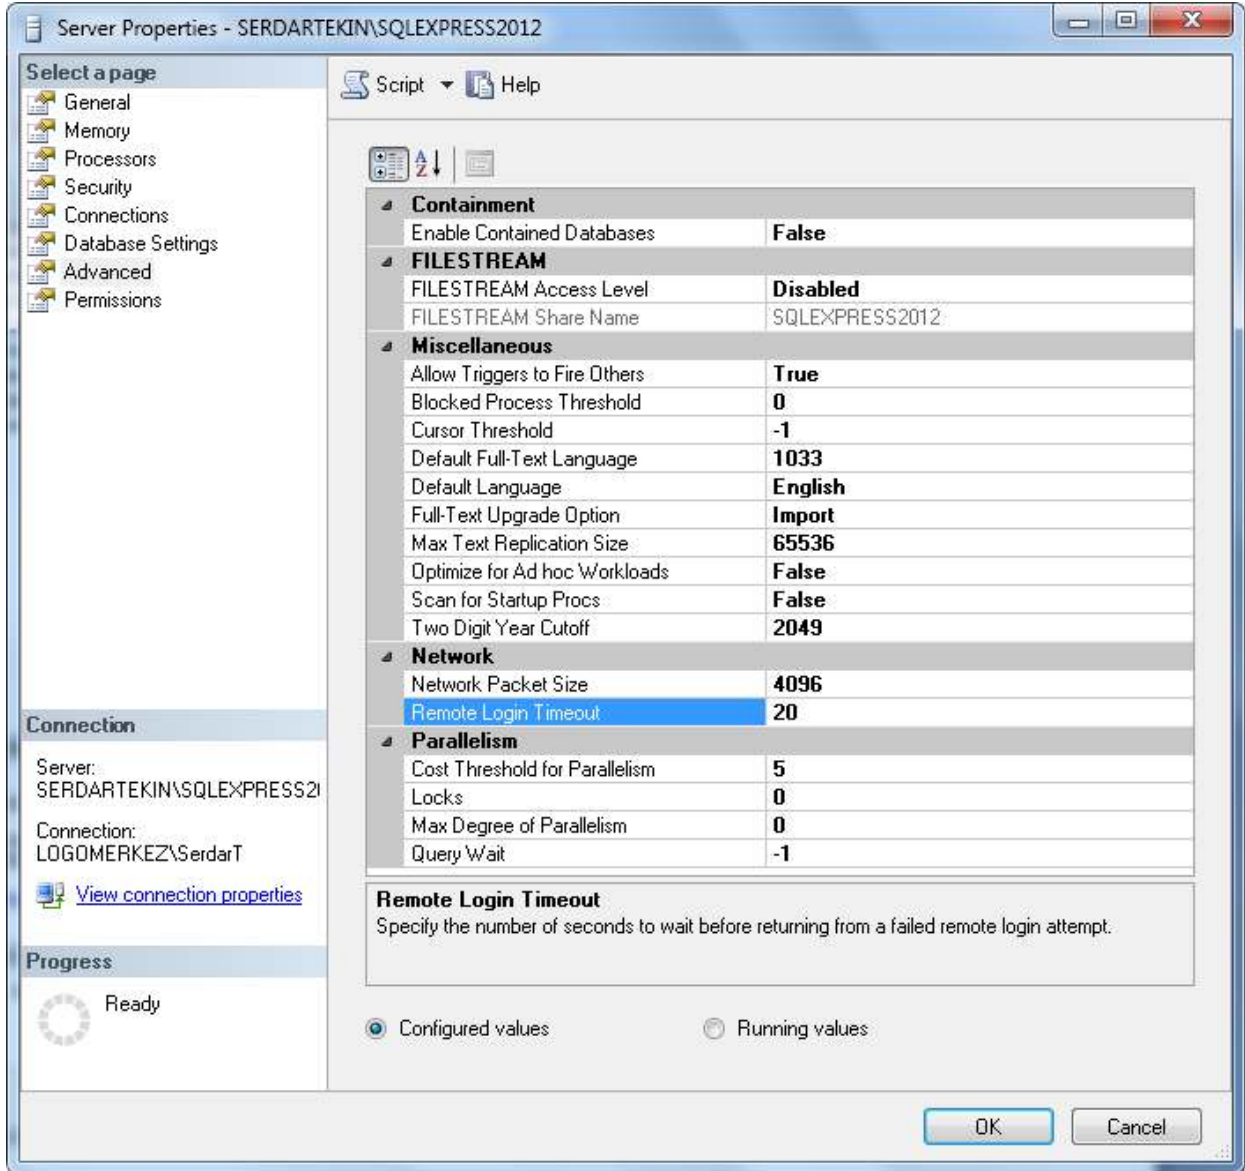 Server Properties - SERDARTEKIN\SQLEXPRESS2012
Select a page
General
Memory
Processors
Security
Connections
Database Settings
Advanced
Permissions
Connection
Server:
SERDARTEKIN\SQLEXPRESS2
Connection:
LOGOMERKEZ\SerdarT
View connection properties
Progress
Ready
Script Help
Containment
Enable Contained Databases False
FILESTREAM
FILESTREAM Access Level Disabled
FILESTREAM Share Name SQLEXPRESS2012
Miscellaneous
Allow Triggers to Fire Others True
Blocked Process Threshold 0
Cursor Threshold -1
Default Full-Text Language 1033
Default Language English
Full-Text Upgrade Option Import
Max Text Replication Size 65536
Optimize for Ad hoc Workloads False
Scan for Startup Procs False
Two Digit Year Cutoff 2049
Network
Network Packet Size 4096
Remote Login Timeout 20
Parallelism
Cost Threshold for Parallelism 5
Locks 0
Max Degree of Parallelism 0
Query Wait -1
Remote Login Timeout
Specify the number of seconds to wait before returning from a failed remote login attempt.
Configured values Running values
OK Cancel